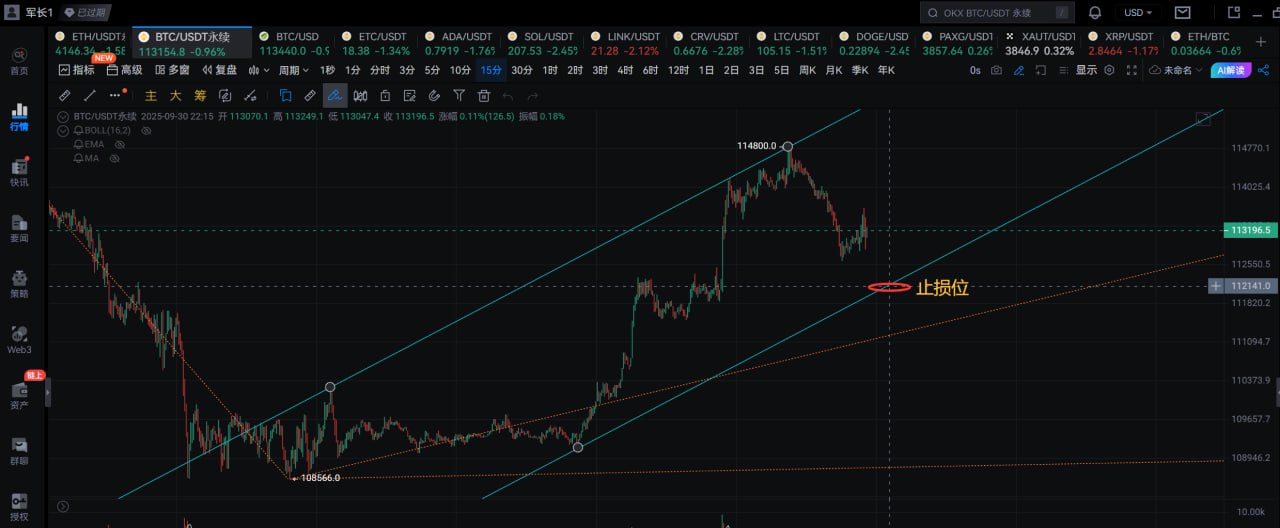 军长1 已过期 OKX BTC/USDT 永续 / USD
ETH/USDT永 BTC/USDT永续 BTC/USD ETC/USDT ADA/USDT SOL/USDT LINK/USDT CRV/USDT LTC/USDT DOGE/USDT PAXG/USDT XAUT/USDT XRP/USDT ETH/BTC
4146.34 -1.58 113154.8 -0.96% 113440.0 -0.9 18.38 -1.34% 0.7919 -1.76% 207.53 -2.45% 21.28 -2.12% 0.6676 -2.28% 105.15 -1.51% 0.22894 -2.45 3857.64 0.26 3846.9 0.32% 2.8464 -1.17% 0.03664 -0.6
NEW
指标 高级 多窗 复盘 周期 1秒 1分 分时 3分 5分 10分 15分 30分 1时 2时 3时 4时 6时 12时 1日 2日 3日 5日 周K 月K 季K 年K 0s 显示 未命名 AI解读
主 大 筹
BTC/USDT永续 2025-09-30 22:15 开 113070.1 高 113249.1 低 113047.4 收 113196.5 涨幅 0.11%(126.5) 振幅 0.18%
BOLL(16,2)
EMA
MA
首页
行情
快讯
要闻
策略
Web3
链上
资产
群聊
授权
114800.0
108566.0
止损位
114770.1
114025.4
113196.5
112550.5
112141.0
111820.2
111094.7
110373.9
109657.7
108946.2
10.00k